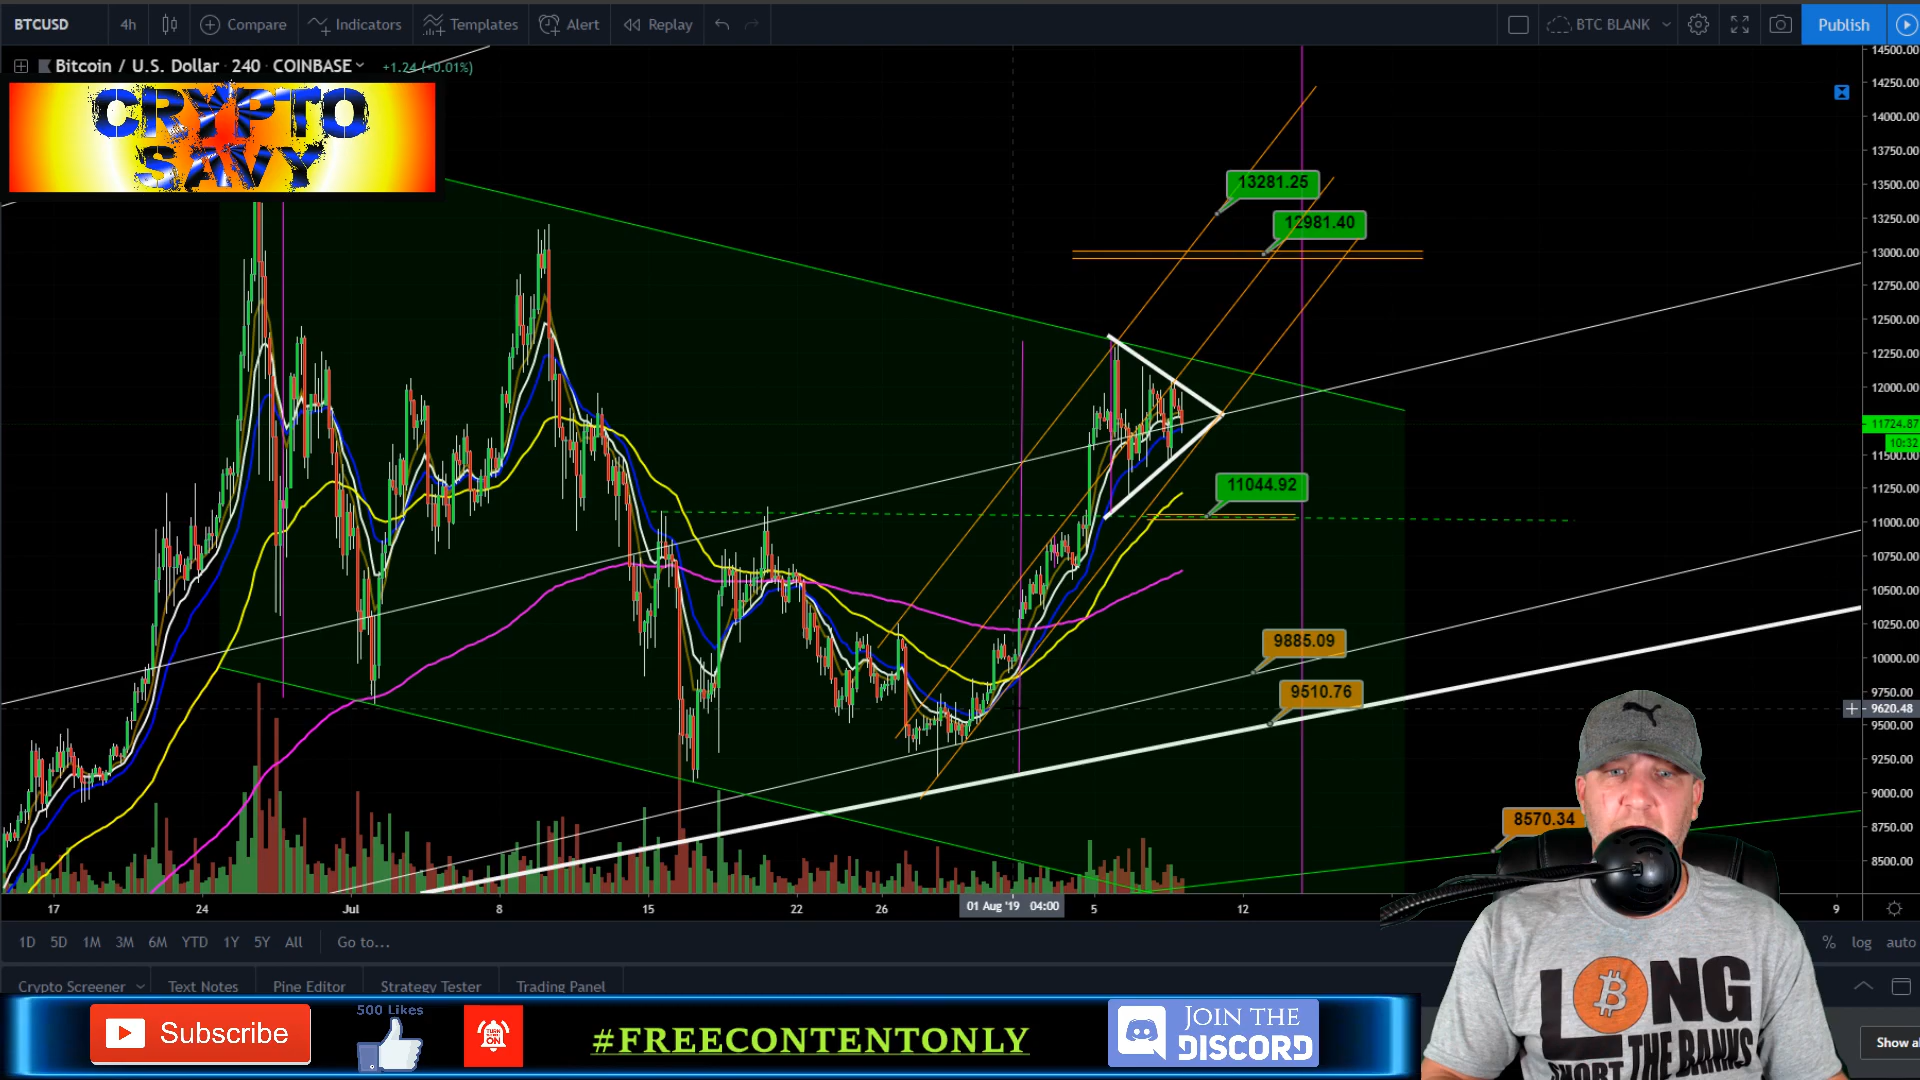 BTCUSD 4h Compare Indicators Templates Alert Replay BTC BLANK Publish
Bitcoin / U.S. Dollar 240 COINBASE +1.24 (+0.01%)
CRYPTO
SAVY
14500.00
14250.00
14000.00
13750.00
13500.00
13250.00
13000.00
12750.00
12500.00
12250.00
12000.00
11724.87
10:32
11500.00
11250.00
11000.00
10750.00
10500.00
10250.00
10000.00
9750.00
9620.48
9500.00
9250.00
9000.00
8750.00
8500.00
13281.25
12981.40
11044.92
9885.09
9510.76
8570.34
17 24 Jul 8 15 22 26 01 Aug '19 04:00 5 12 9
1D 5D 1M 3M 6M YTD 1Y 5Y All Go to... % log auto
Crypto Screener Text Notes Pine Editor Strategy Tester Trading Panel
Subscribe
500 Likes
#FREECONTENTONLY
JOIN THE
DISCORD
LONG
THE BANKS
SHORT
Show al